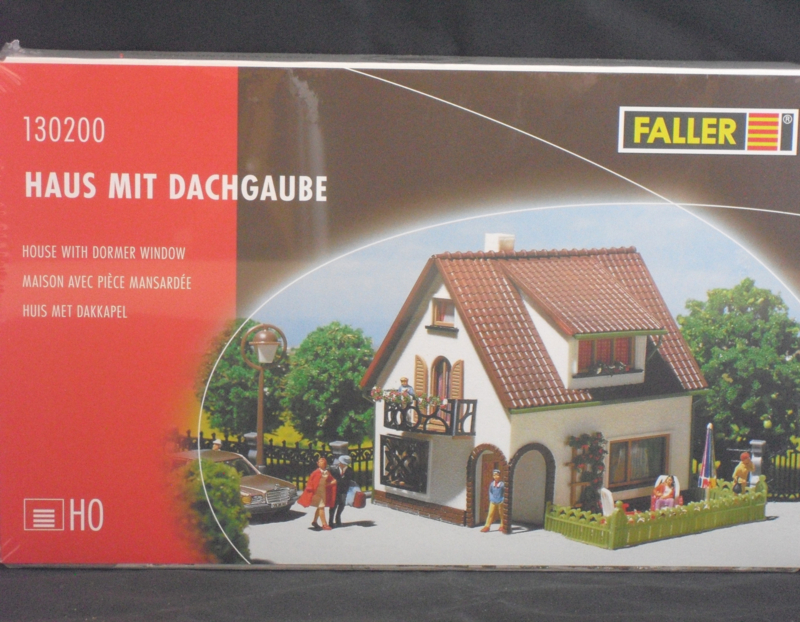 130200
FALLER ®
HAUS MIT DACHGAUBE
HOUSE WITH DORMER WINDOW
MAISON AVEC PIÈCE MANSARDÉE
HUIS MET DAKKAPEL
HO